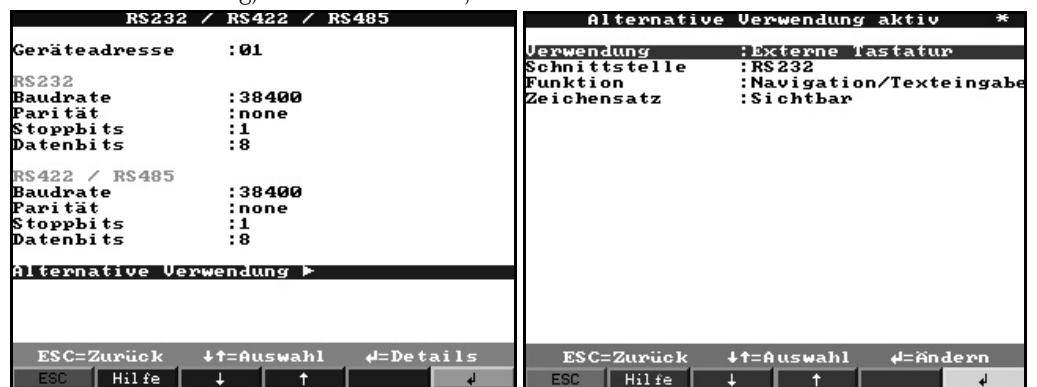 RS232 / RS422 / RS485
Geräteadresse :01
RS232
Baudrate :38400
Parität :none
Stoppbits :1
Datenbits :8
RS422 / RS485
Baudrate :38400
Parität :none
Stoppbits :1
Datenbits :8
Alternative Verwendung ►
ESC=Zurück ↓↑=Auswahl ↵=Details
ESC Hilfe ↓ ↑ ↵
Alternative Verwendung aktiv *
Verwendung :Externe Tastatur
Schnittstelle :RS232
Funktion :Navigation/Texteingabe
Zeichensatz :Sichtbar
ESC=Zurück ↓↑=Auswahl ↵=Ändern
ESC Hilfe ↓ ↑ ↵